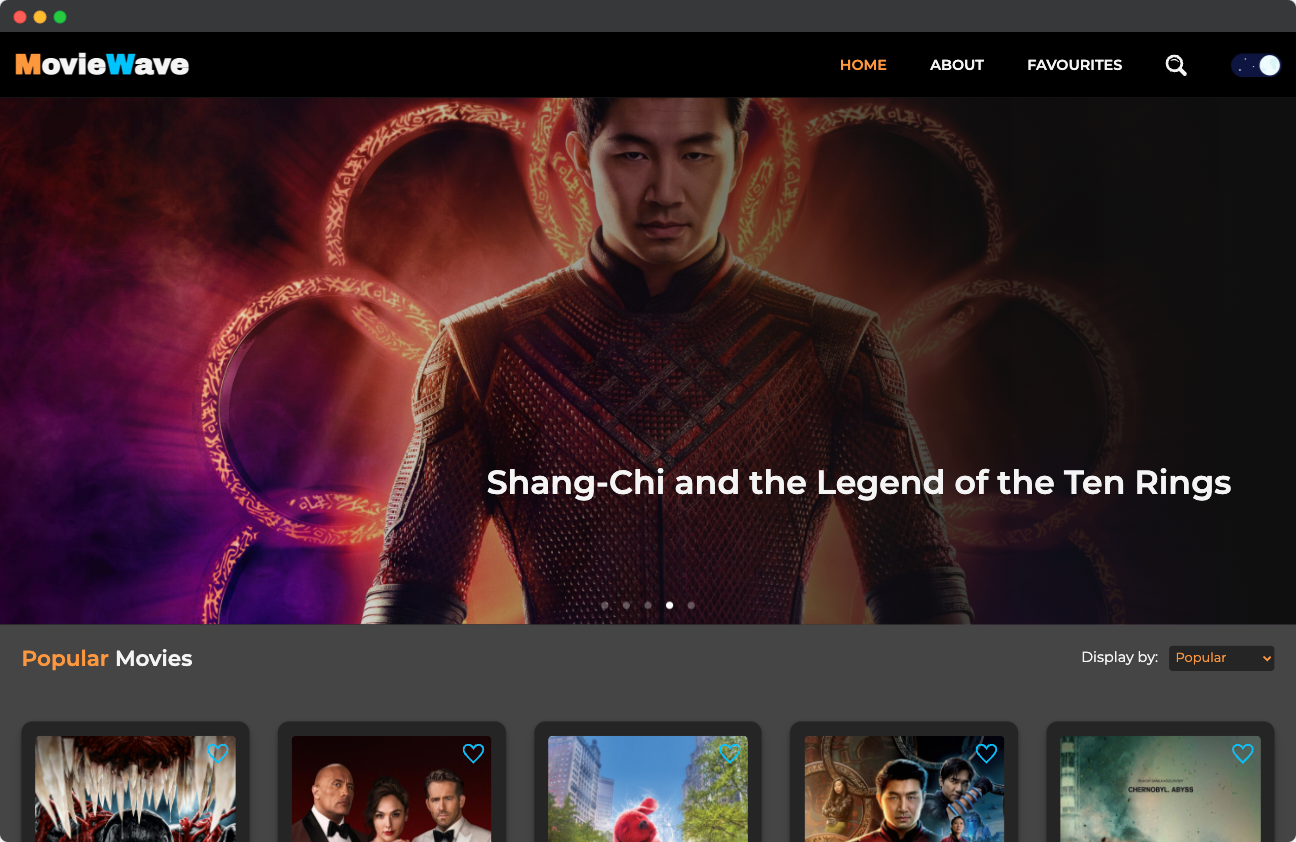 MovieWave
HOME
ABOUT
FAVOURITES
Shang-Chi and the Legend of the Ten Rings
Popular Movies
Display by:
Popular
CHERNOBYL. ABYSS